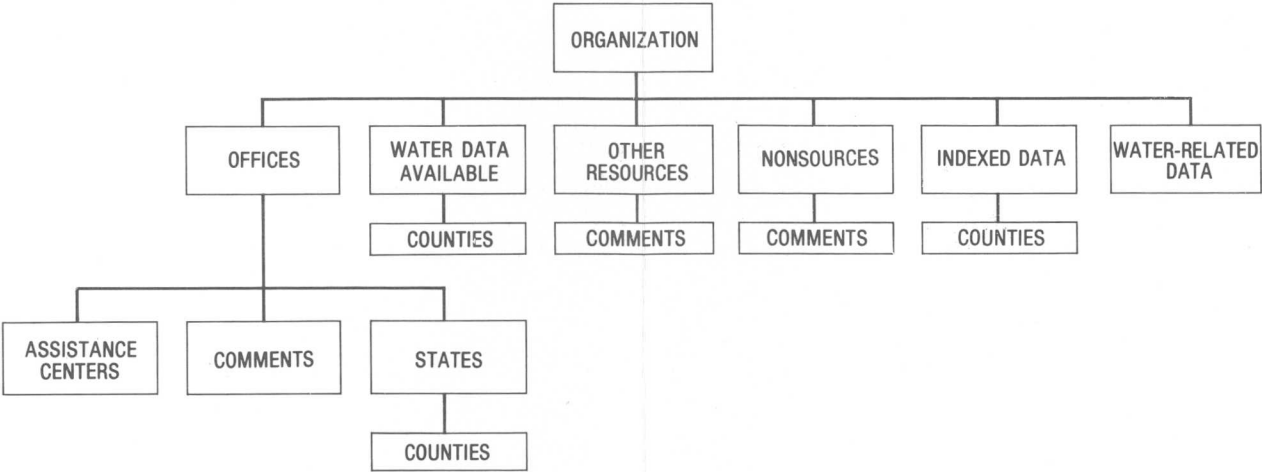 ORGANIZATION
OFFICES
WATER DATA
AVAILABLE
OTHER
RESOURCES
NONSOURCES
INDEXED DATA
WATER-RELATED
DATA
COUNTIES
COMMENTS
COMMENTS
COUNTIES
ASSISTANCE
CENTERS
COMMENTS
STATES
COUNTIES